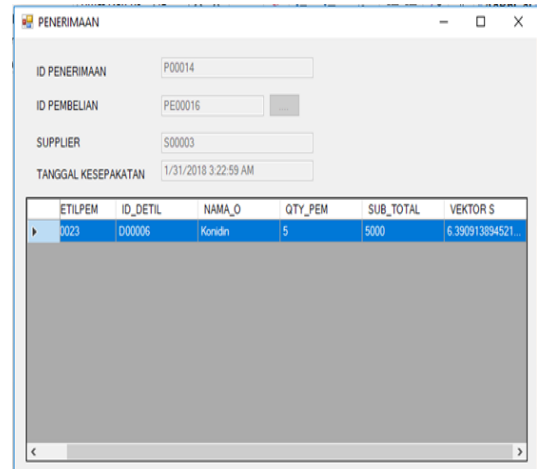 PENERIMAAN
ID PENERIMAAN P00014
ID PEMBELIAN PE00016 ...
SUPPLIER S00003
TANGGAL KESEPAKATAN 1/31/2018 3:22:59 AM
ETILPEM ID_DETIL NAMA_O QTY_PEM SUB_TOTAL VEKTOR S
0023 D00006 Konidin 5 5000 6.390913894521...